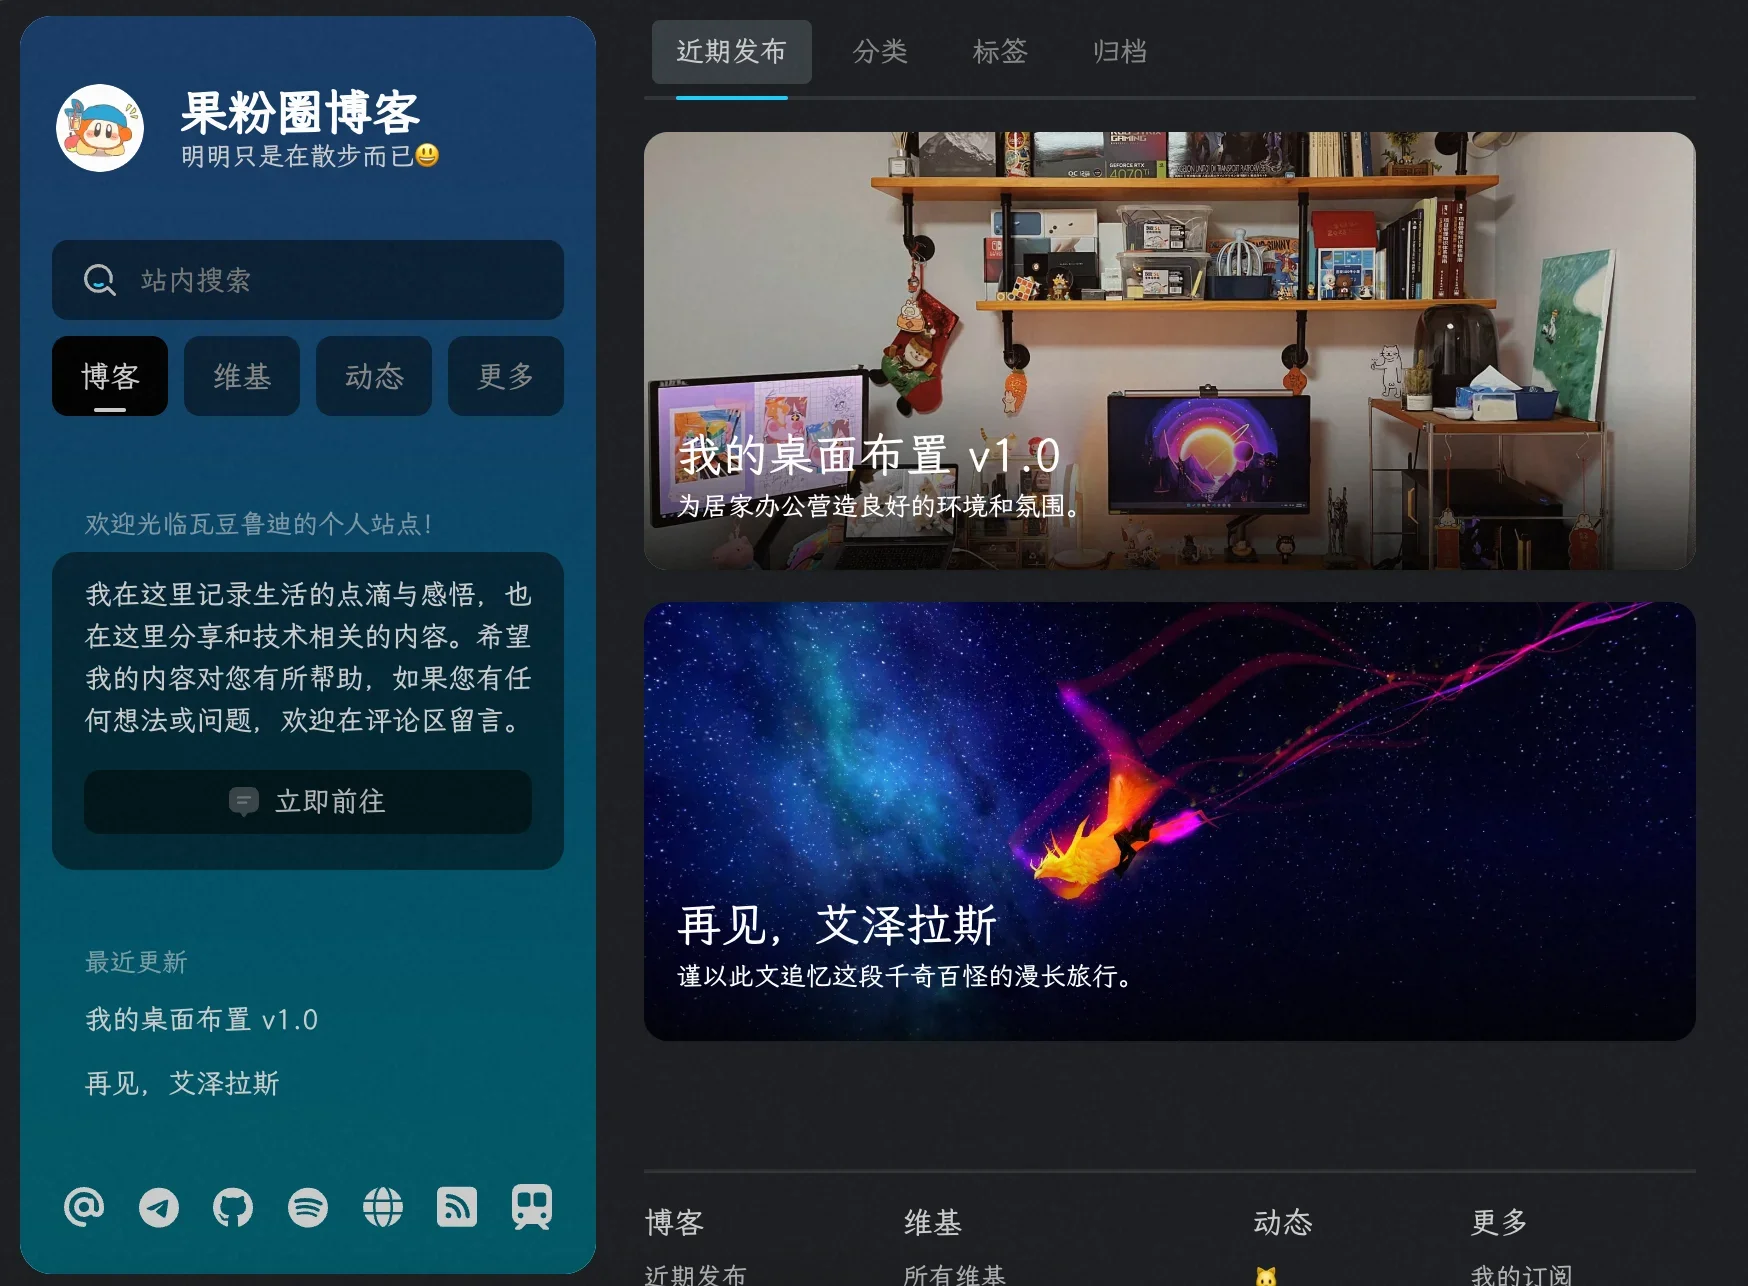 果粉圈博客
明明只是在散步而已😃
站内搜索
博客
维基
动态
更多
欢迎光临瓦豆鲁迪的个人站点！
我在这里记录生活的点滴与感悟，也
在这里分享和技术相关的内容。希望
我的内容对您有所帮助，如果您有任
何想法或问题，欢迎在评论区留言。
立即前往
最近更新
我的桌面布置 v1.0
再见，艾泽拉斯
近期发布
分类
标签
归档
GAMING
GEFORCE RTX
4070 Ti
我的桌面布置 v1.0
为居家办公营造良好的环境和氛围。
再见，艾泽拉斯
谨以此文追忆这段千奇百怪的漫长旅行。
博客
维基
动态
更多
近期发布
所有维基
🐱
我的订阅